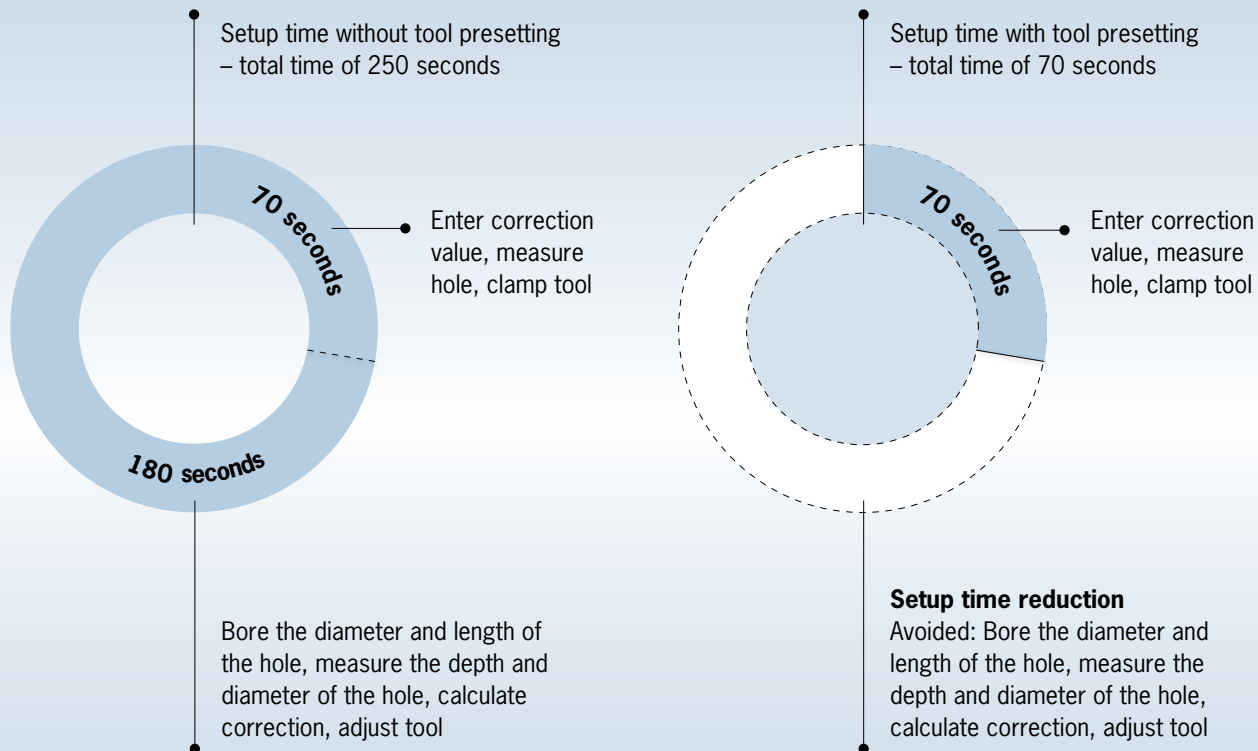 Setup time without tool presetting
– total time of 250 seconds
70 seconds
Enter correction
value, measure
hole, clamp tool
180 seconds
Bore the diameter and length of
the hole, measure the depth and
diameter of the hole, calculate
correction, adjust tool
Setup time with tool presetting
– total time of 70 seconds
70 seconds
Enter correction
value, measure
hole, clamp tool
Setup time reduction
Avoided: Bore the diameter and
length of the hole, measure the
depth and diameter of the hole,
calculate correction, adjust tool